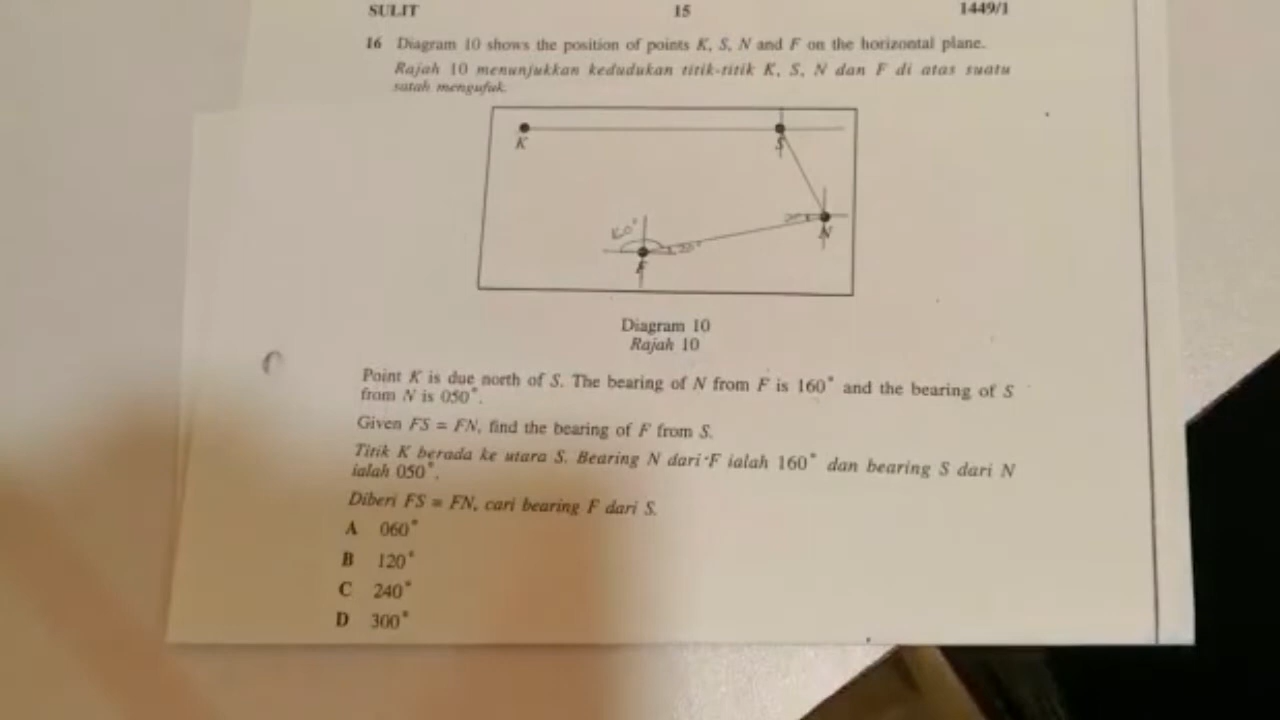 SULIT 15 1449/1
16 Diagram 10 shows the position of points K, S, N and F on the horizontal plane.
Rajah 10 menunjukkan kedudukan titik-titik K, S, N dan F di atas suatu
satah mengufuk.
K S
N
F
Diagram 10
Rajah 10
Point K is due north of S. The bearing of N from F is 160° and the bearing of S
from N is 050°.
Given FS = FN, find the bearing of F from S.
Titik K berada ke utara S. Bearing N dari F ialah 160° dan bearing S dari N
ialah 050°.
Diberi FS = FN, cari bearing F dari S.
A 060°
B 120°
C 240°
D 300°